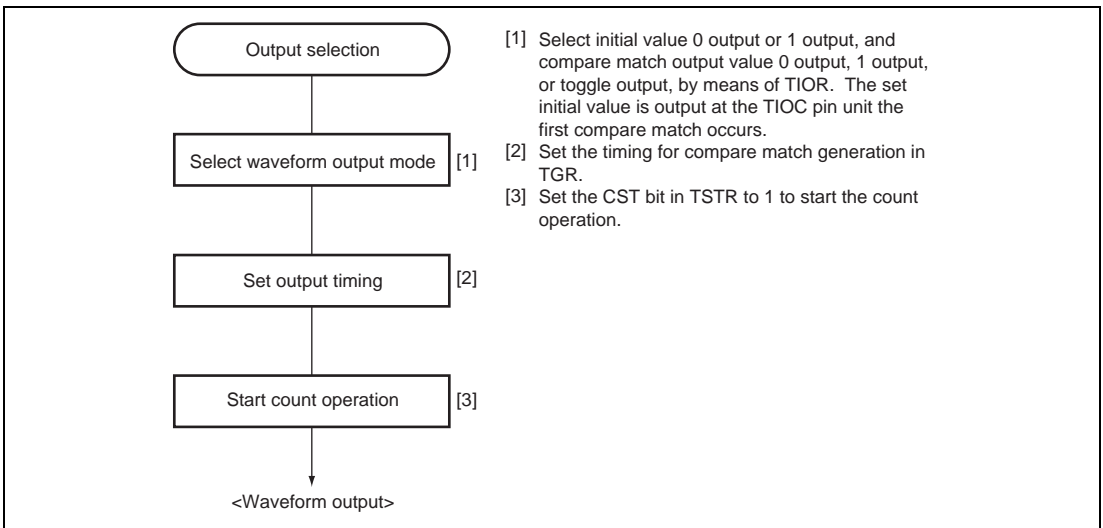 Output selection
Select waveform output mode [1]
Set output timing [2]
Start count operation [3]
<Waveform output>
[1] Select initial value 0 output or 1 output, and
compare match output value 0 output, 1 output,
or toggle output, by means of TIOR. The set
initial value is output at the TIOC pin unit the
first compare match occurs.
[2] Set the timing for compare match generation in
TGR.
[3] Set the CST bit in TSTR to 1 to start the count
operation.